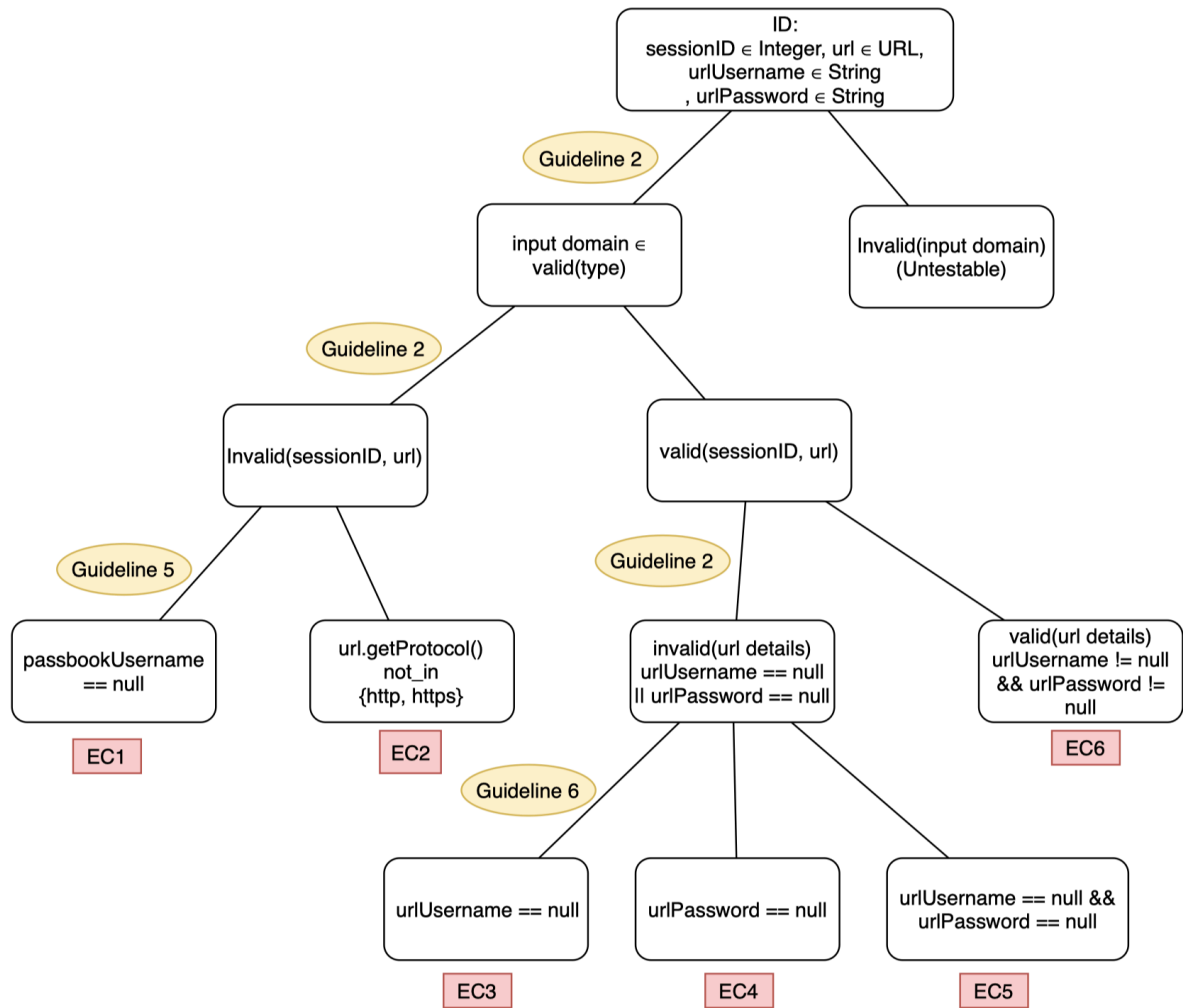 ID:
sessionID ∈ Integer, url ∈ URL,
urlUsername ∈ String
, urlPassword ∈ String
Guideline 2
input domain ∈
valid(type)
Invalid(input domain)
(Untestable)
Guideline 2
Invalid(sessionID, url)
valid(sessionID, url)
Guideline 5
Guideline 2
passbookUsername
== null
url.getProtocol()
not_in
{http, https}
invalid(url details)
urlUsername == null
|| urlPassword == null
valid(url details)
urlUsername != null
&& urlPassword !=
null
EC1
EC2
EC6
Guideline 6
urlUsername == null
urlPassword == null
urlUsername == null &&
urlPassword == null
EC3
EC4
EC5